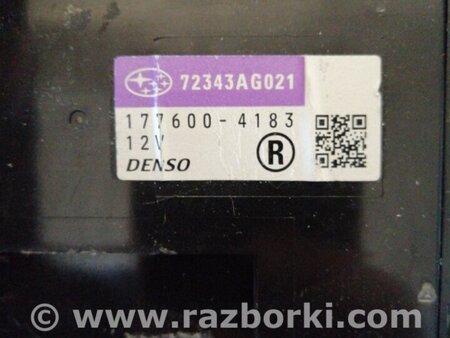 72343AG021
177600-4183
12V
DENSO
R
© www.razborki.com